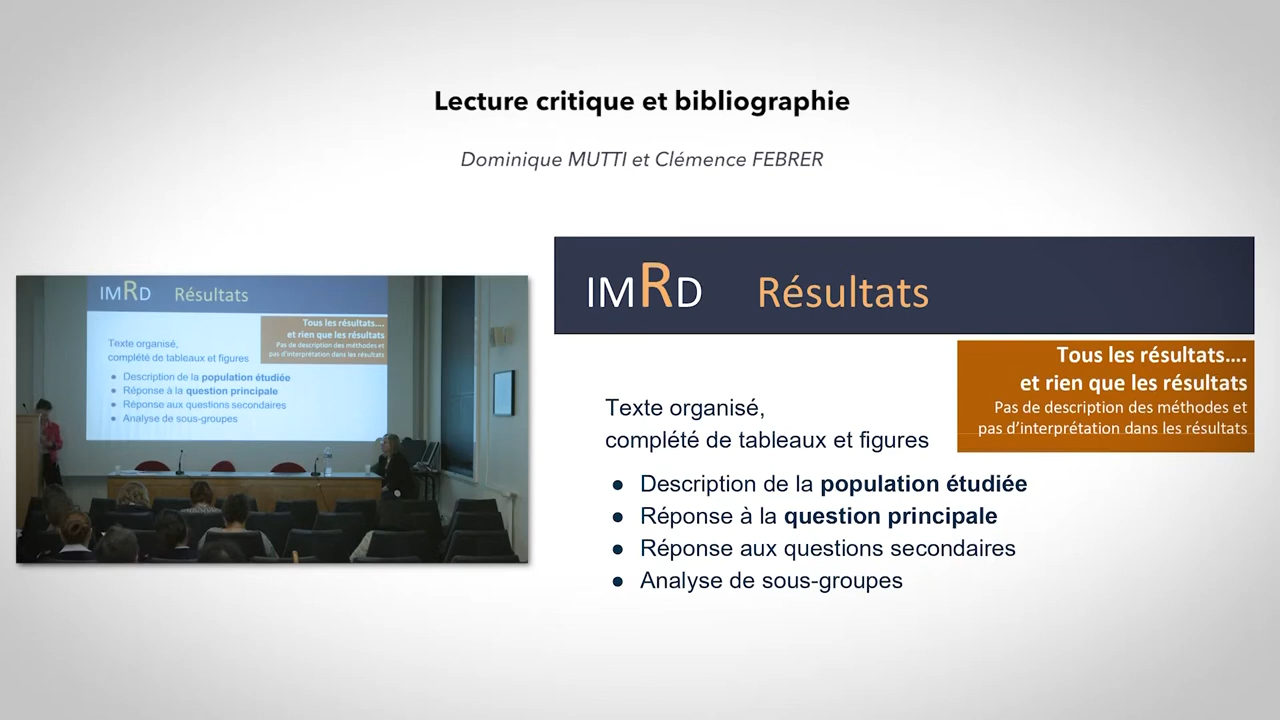 Lecture critique et bibliographie
Dominique MUTTI et Clémence FEBRER
IMRD Résultats
Tous les résultats....
et rien que les résultats
Pas de description des méthodes et
pas d'interprétation dans les résultats
Texte organisé,
complété de tableaux et figures
● Description de la population étudiée
● Réponse à la question principale
● Réponse aux questions secondaires
● Analyse de sous-groupes
IMRD Résultats
Tous les résultats....
et rien que les résultats
Pas de description des méthodes et
pas d'interprétation dans les résultats
Texte organisé,
complété de tableaux et figures
● Description de la population étudiée
● Réponse à la question principale
● Réponse aux questions secondaires
● Analyse de sous-groupes